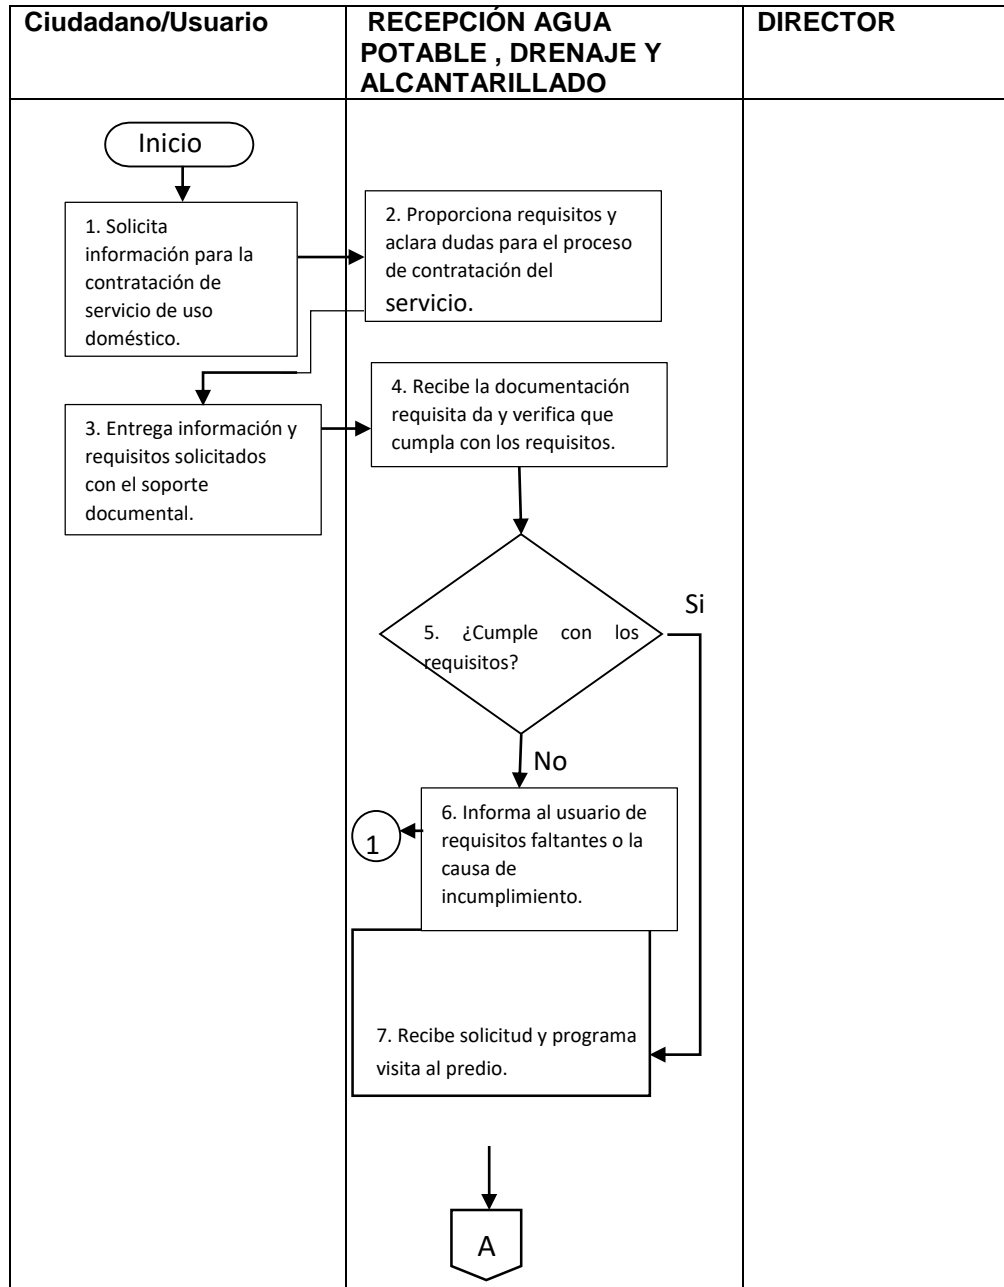 Ciudadano/Usuario
RECEPCIÓN AGUA
POTABLE , DRENAJE Y
ALCANTARILLADO
DIRECTOR
Inicio
1. Solicita
información para la
contratación de
servicio de uso
doméstico.
2. Proporciona requisitos y
aclara dudas para el proceso
de contratación del
servicio.
3. Entrega información y
requisitos solicitados
con el soporte
documental.
4. Recibe la documentación
requisita da y verifica que
cumpla con los requisitos.
5. ¿Cumple con los
requisitos?
Si
No
6. Informa al usuario de
requisitos faltantes o la
causa de
incumplimiento.
1
7. Recibe solicitud y programa
visita al predio.
A